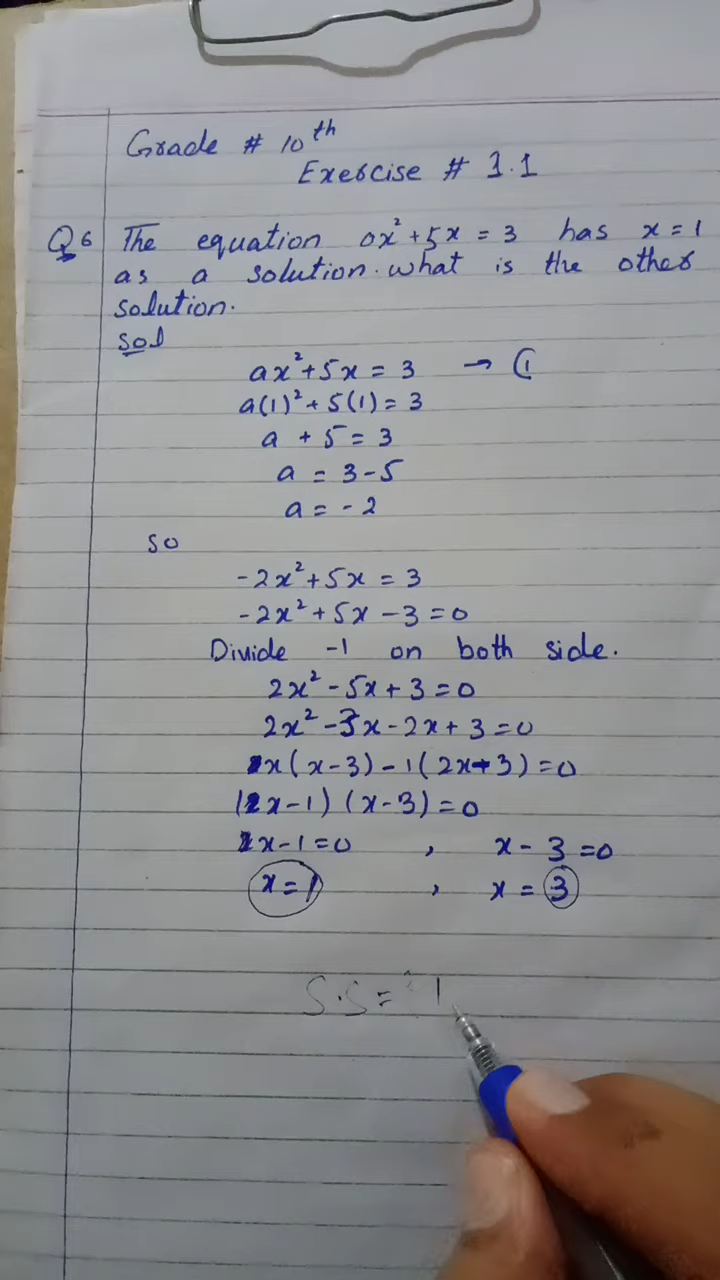 Grade # 10th
Exercise # 1.1
Q6 The equation ax²+5x = 3 has x = 1
as a solution. what is the other
solution.
Sol
ax²+5x = 3 → (1
a(1)²+5(1) = 3
a + 5 = 3
a = 3-5
a = -2
so
-2x²+5x = 3
-2x²+5x-3=0
Divide -1 on both side.
2x²-5x+3=0
2x²-3x-2x+3=0
x(x-3)-1(2x+3)=0
(x-1)(x-3)=0
x-1=0 , x-3=0
x=1 , x=3
S.S = { 1